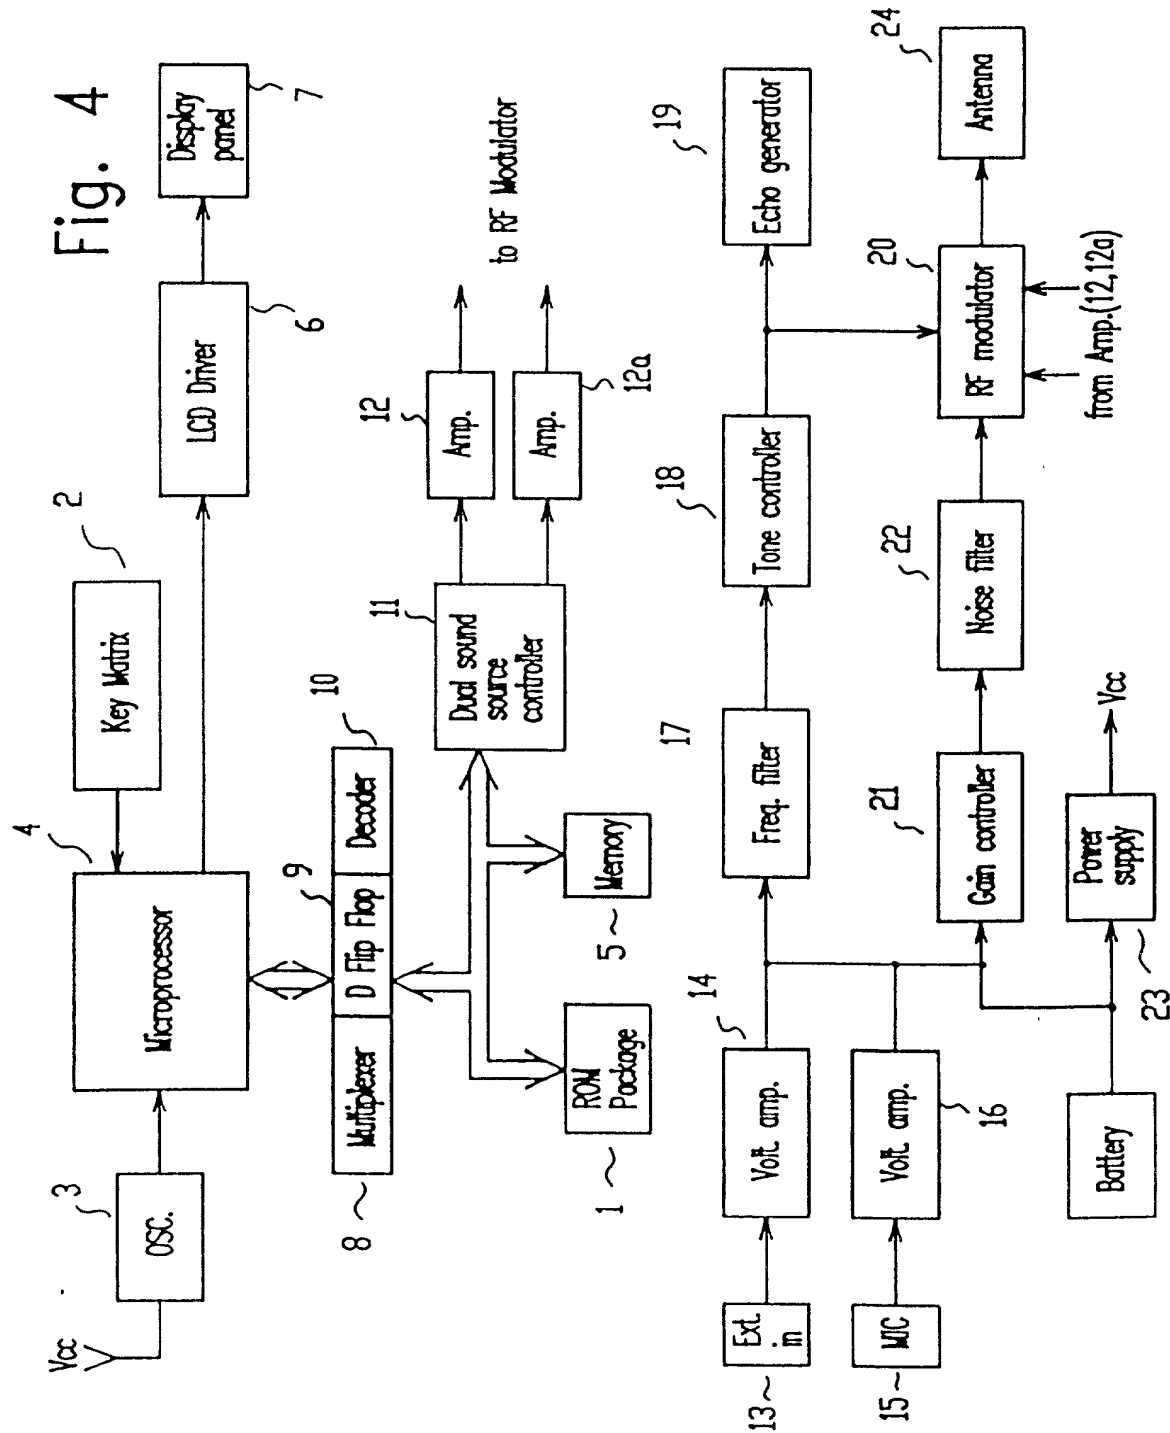 Fig. 4
Vcc
3
OSC.
4
Microprocessor
2
Key Matrix
LCD Driver
6
Display
panel
7
8
Multiplexer
9
D Flip Flop
10
Decoder
1
ROM
Package
5
Memory
11
Dual sound
source
controller
12
Amp.
Amp.
12a
to RF Modulator
13
Ext.
in
14
Volt. amp.
17
Freq. filter
18
Tone controller
19
Echo generator
15
MIC
Volt. amp.
16
21
Gain controller
22
Noise filter
20
RF modulator
from Amp.(12,12a)
24
Antenna
Battery
Power
supply
23
Vcc